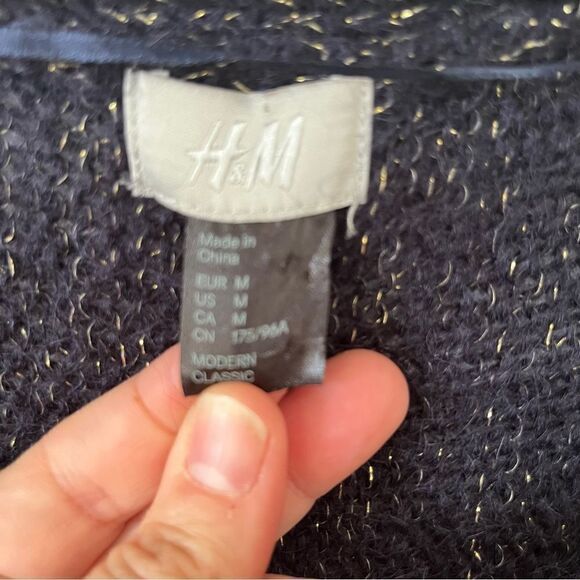 H&M
Made in
China
EUR M
US M
CA M
CN 175/96A
MODERN
CLASSIC